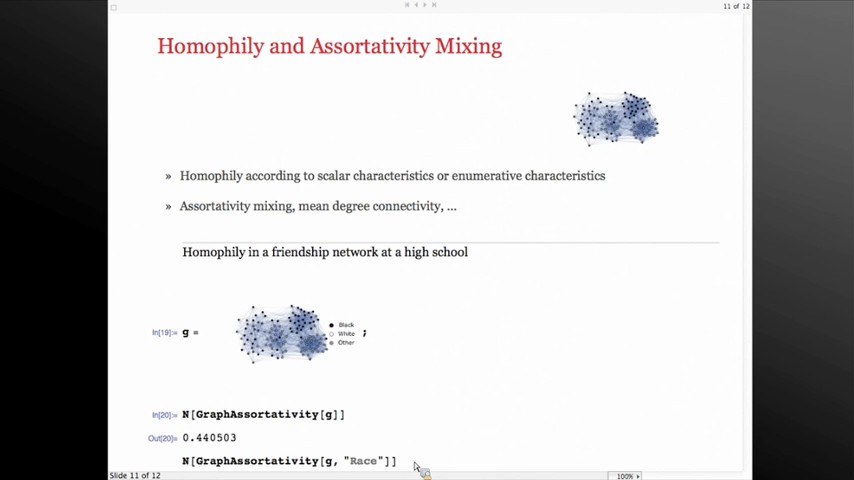 11 of 12
Homophily and Assortativity Mixing
» Homophily according to scalar characteristics or enumerative characteristics
» Assortativity mixing, mean degree connectivity, ...
Homophily in a friendship network at a high school
Black
In[19]:= g = White ;
Other
In[20]:= N[GraphAssortativity[g]]
Out[20]= 0.440503
N[GraphAssortativity[g, "Race"]]
Slide 11 of 12 100%